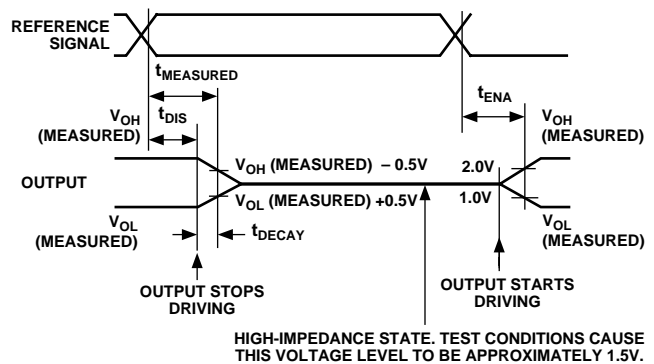 REFERENCE
SIGNAL
tMEASURED
tDIS
tENA
VOH
(MEASURED)
VOH
(MEASURED)
VOH (MEASURED) – 0.5V
2.0V
OUTPUT
VOL (MEASURED) +0.5V
1.0V
VOL
(MEASURED)
VOL
(MEASURED)
tDECAY
OUTPUT STOPS
DRIVING
OUTPUT STARTS
DRIVING
HIGH-IMPEDANCE STATE. TEST CONDITIONS CAUSE
THIS VOLTAGE LEVEL TO BE APPROXIMATELY 1.5V.